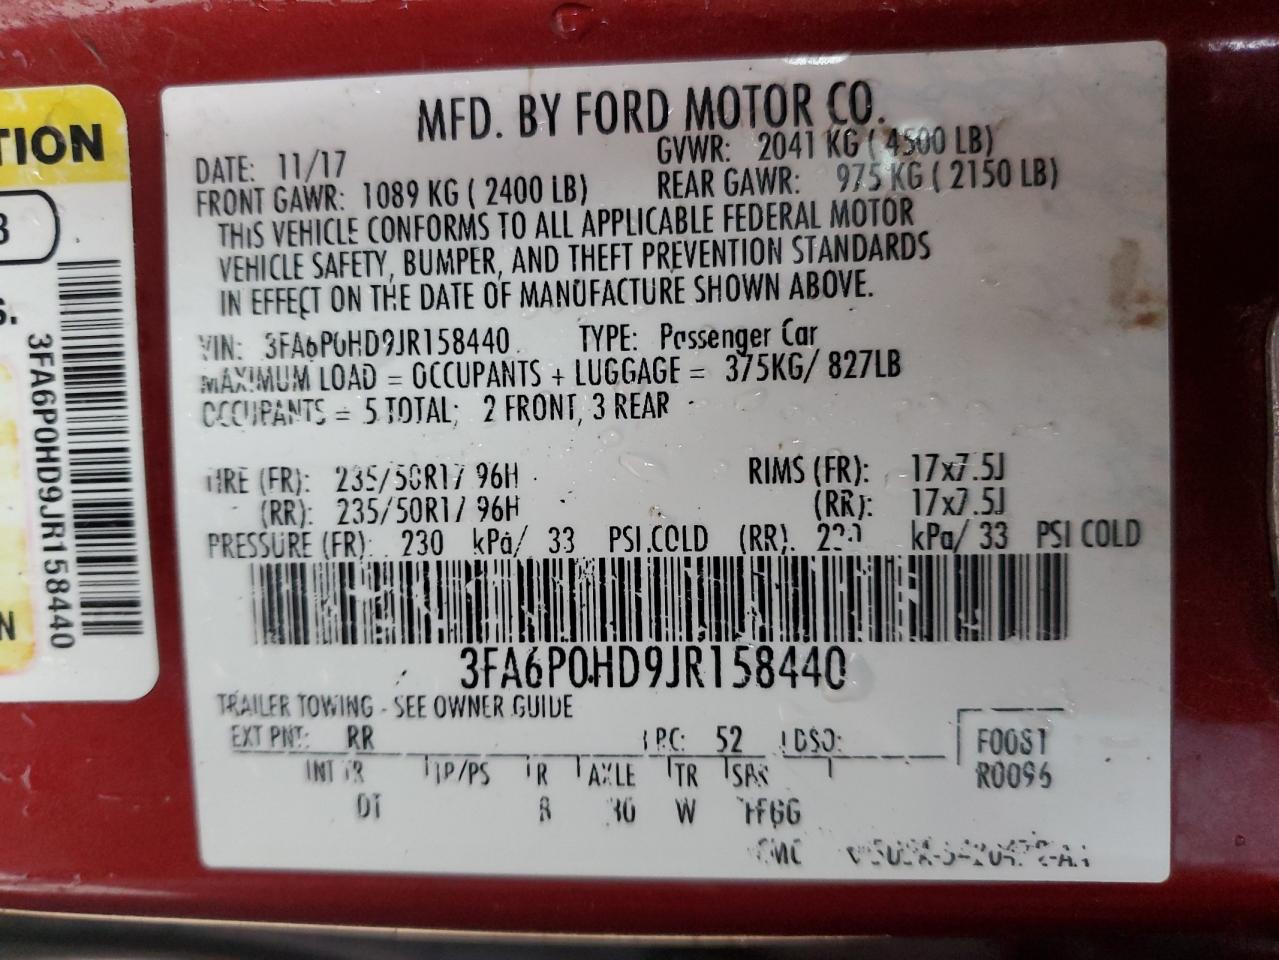 TION
3
S.
3FA6P0HD9JR158440
N
MFD. BY FORD MOTOR CO.
DATE: 11/17
GVWR: 2041 KG ( 4500 LB)
FRONT GAWR: 1089 KG ( 2400 LB)
REAR GAWR: 975 KG ( 2150 LB)
THIS VEHICLE CONFORMS TO ALL APPLICABLE FEDERAL MOTOR
VEHICLE SAFETY, BUMPER, AND THEFT PREVENTION STANDARDS
IN EFFECT ON THE DATE OF MANUFACTURE SHOWN ABOVE.
VIN: 3FA6P0HD9JR158440 TYPE: Passenger Car
MAXIMUM LOAD = OCCUPANTS + LUGGAGE = 375KG/ 827LB
OCCUPANTS = 5 TOTAL; 2 FRONT, 3 REAR
TIRE (FR): 235/50R17 96H RIMS (FR): 17x7.5J
(RR): 235/50R17 96H (RR): 17x7.5J
PRESSURE (FR): 230 kPa/ 33 PSI COLD (RR): kPa/ 33 PSI COLD
3FA6P0HD9JR158440
TRAILER TOWING - SEE OWNER GUIDE
EXT PNT: RR RC: 52 DSO: F0081
INT TR TP/PS R AXLE TR SPR R0096
DT 8 W FFGG